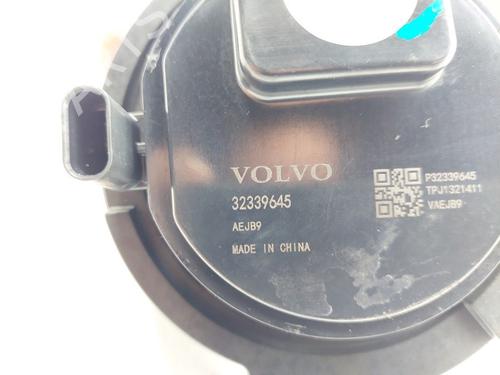 VOLVO
32339645
AEJB9
MADE IN CHINA
P32339645
TPJ1321411
VAEJB9